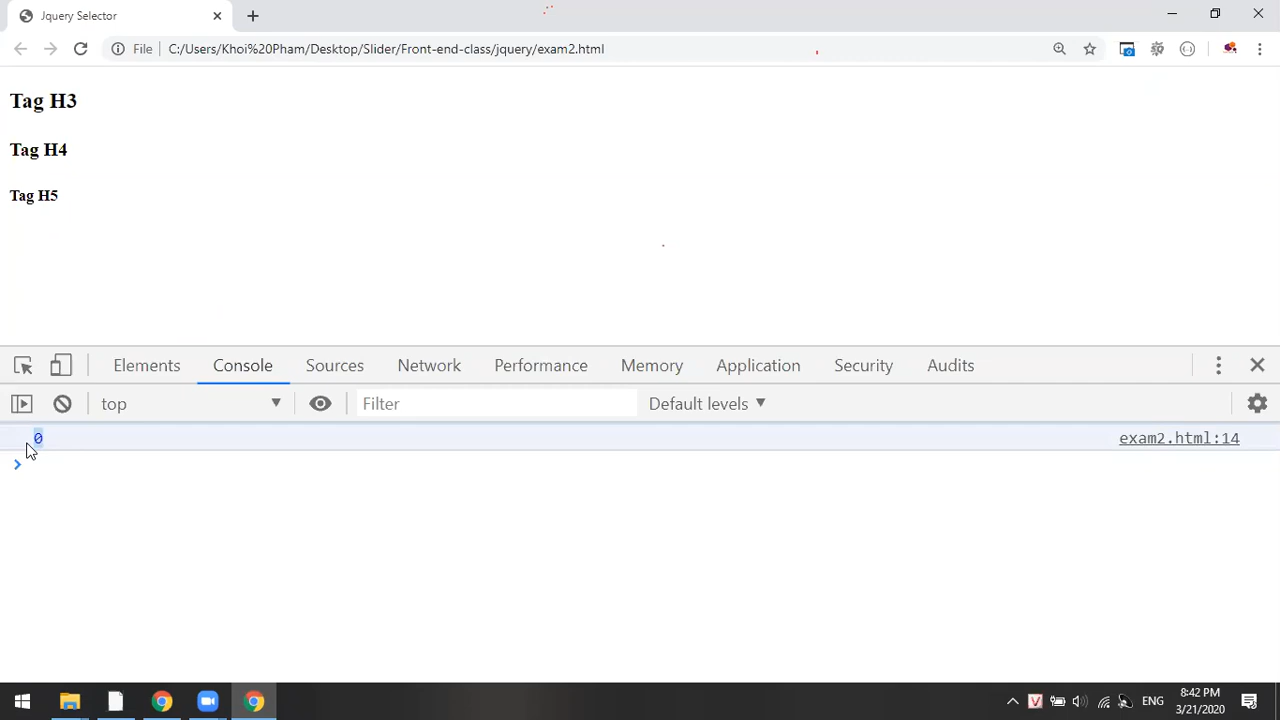 Jquery Selector
File C:/Users/Khoi%20Pham/Desktop/Slider/Front-end-class/jquery/exam2.html
Tag H3
Tag H4
Tag H5
Elements Console Sources Network Performance Memory Application Security Audits
top Filter Default levels ▼
0 exam2.html:14
ENG
8:42 PM
3/21/2020